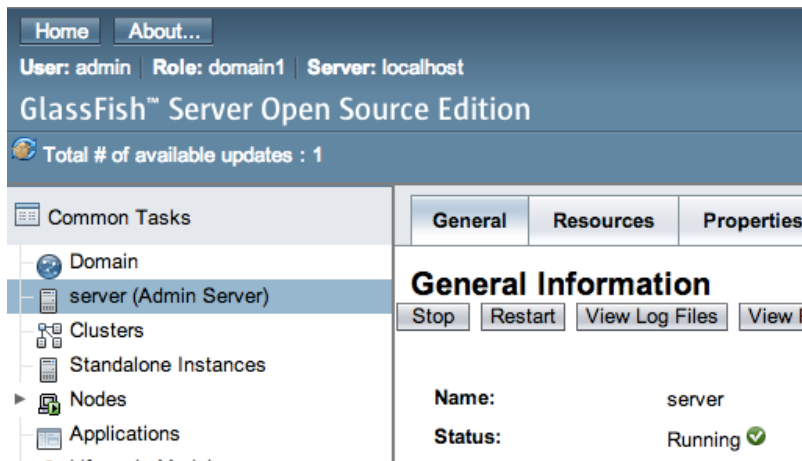 Home About...
User: admin Role: domain1 Server: localhost
GlassFish™ Server Open Source Edition
Total # of available updates : 1
Common Tasks
Domain
server (Admin Server)
Clusters
Standalone Instances
Nodes
Applications
General Resources Properties
General Information
Stop Restart View Log Files View
Name: server
Status: Running